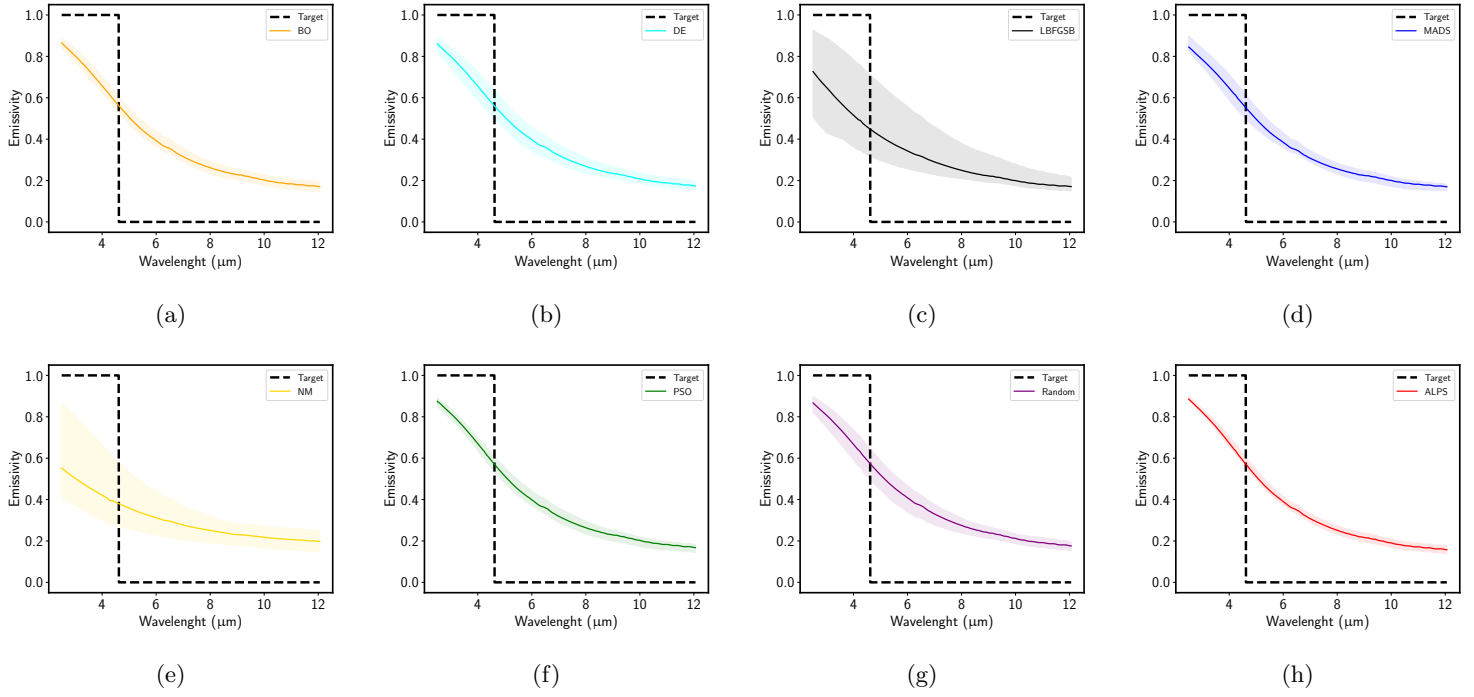 1.0
0.8
0.6
0.4
0.2
0.0
Emissivity
4 6 8 10 12
Wavelenght (μm)
Target
BO
(a)
1.0
0.8
0.6
0.4
0.2
0.0
Emissivity
4 6 8 10 12
Wavelenght (μm)
Target
DE
(b)
1.0
0.8
0.6
0.4
0.2
0.0
Emissivity
4 6 8 10 12
Wavelenght (μm)
Target
LBFGSB
(c)
1.0
0.8
0.6
0.4
0.2
0.0
Emissivity
4 6 8 10 12
Wavelenght (μm)
Target
MADS
(d)
1.0
0.8
0.6
0.4
0.2
0.0
Emissivity
4 6 8 10 12
Wavelenght (μm)
Target
NM
(e)
1.0
0.8
0.6
0.4
0.2
0.0
Emissivity
4 6 8 10 12
Wavelenght (μm)
Target
PSO
(f)
1.0
0.8
0.6
0.4
0.2
0.0
Emissivity
4 6 8 10 12
Wavelenght (μm)
Target
Random
(g)
1.0
0.8
0.6
0.4
0.2
0.0
Emissivity
4 6 8 10 12
Wavelenght (μm)
Target
ALPS
(h)